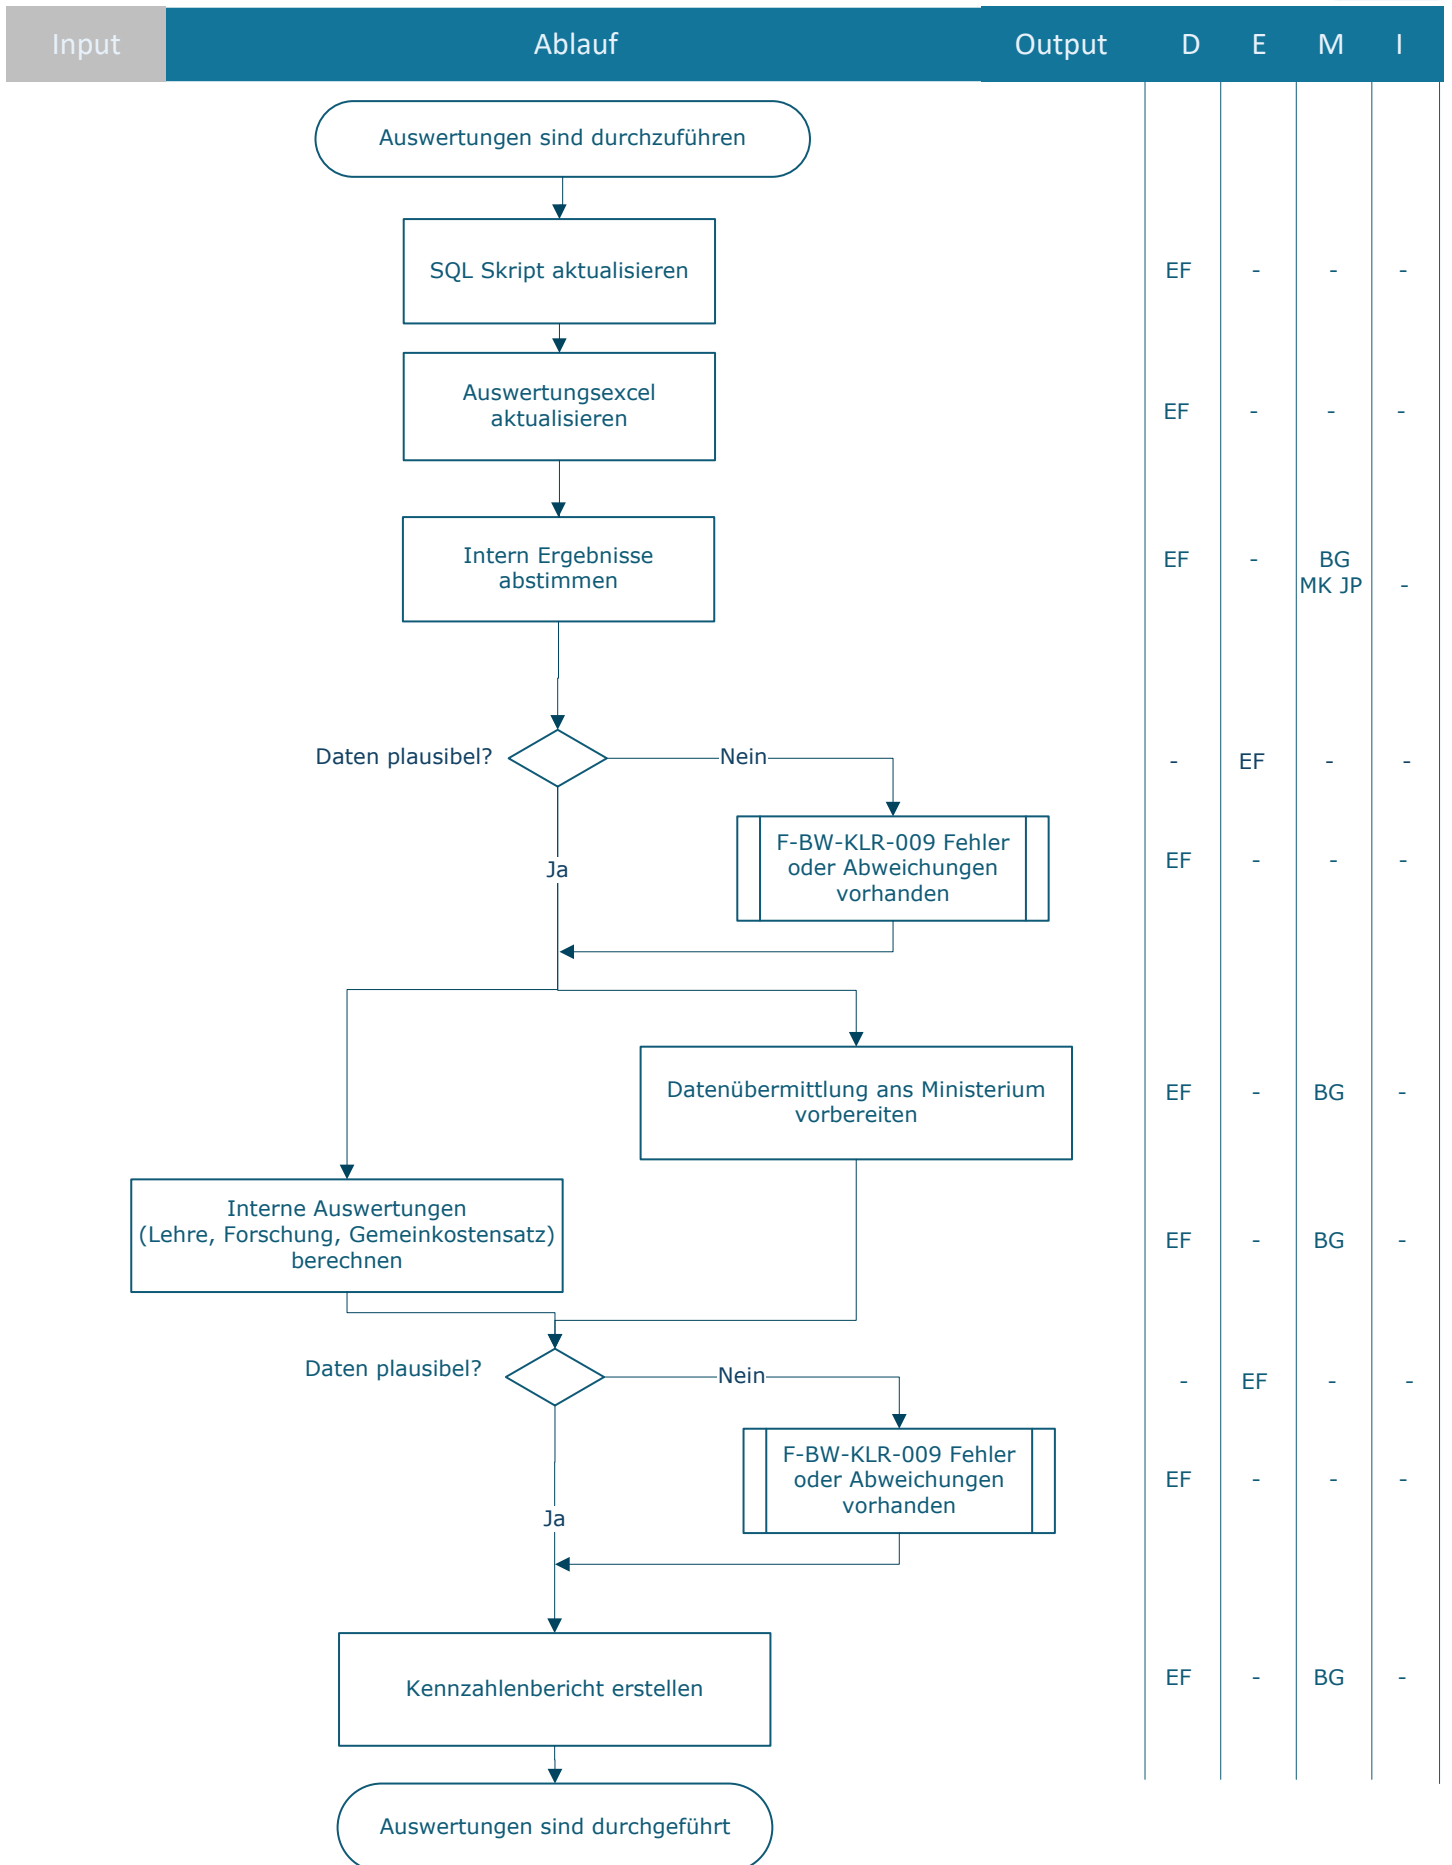 Input Ablauf Output D E M I
Auswertungen sind durchzuführen
SQL Skript aktualisieren
EF - - -
Auswertungsexcel
aktualisieren
EF - - -
Intern Ergebnisse
abstimmen
EF - BG
MK JP -
Daten plausibel?
Nein
- EF - -
F-BW-KLR-009 Fehler
oder Abweichungen
vorhanden
EF - - -
Ja
Datenübermittlung ans Ministerium
vorbereiten
EF - BG -
Interne Auswertungen
(Lehre, Forschung, Gemeinkostensatz)
berechnen
EF - BG -
Daten plausibel?
Nein
- EF - -
F-BW-KLR-009 Fehler
oder Abweichungen
vorhanden
EF - - -
Ja
Kennzahlenbericht erstellen
EF - BG -
Auswertungen sind durchgeführt